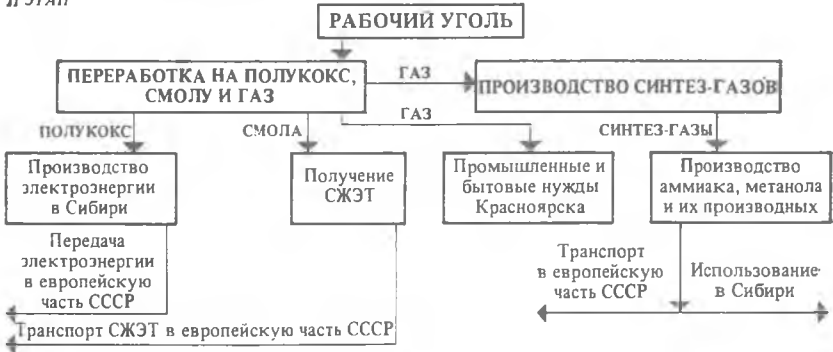 II ЭТАП
РАБОЧИЙ УГОЛЬ
ПЕРЕРАБОТКА НА ПОЛУКОКС,
СМОЛУ И ГАЗ
ГАЗ
ПРОИЗВОДСТВО СИНТЕЗ-ГАЗОВ
ГАЗ
ПОЛУКОКС
СМОЛА
СИНТЕЗ-ГАЗЫ
Производство
электроэнергии
в Сибири
Получение
СЖЭТ
Промышленные и
бытовые нужды
Красноярска
Производство
аммиака, метанола
и их производных
Передача
электроэнергии
в европейскую
часть СССР
Транспорт
в европейскую
часть СССР
Использование
в Сибири
Транспорт СЖЭТ в европейскую часть СССР